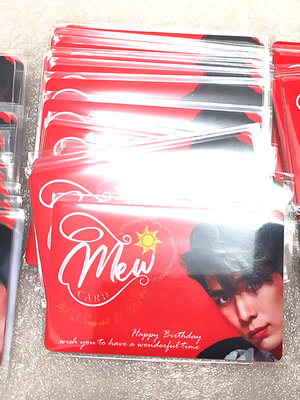 Mew
CARD
Happy Birthday
wish you to have a wonderful time